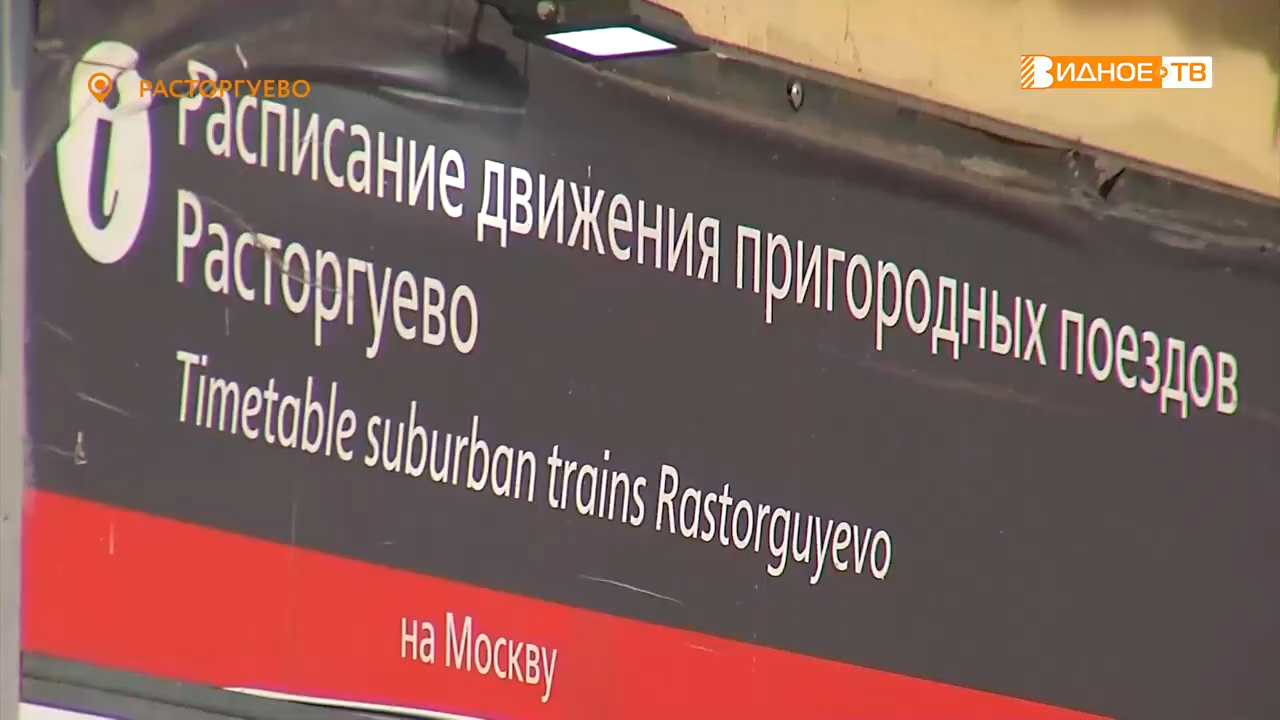 РАСТОРГУЕВО
ВИДНОЕ ТВ
i
Расписание движения пригородных поездов
Расторгуево
Timetable suburban trains Rastorguyevo
на Москву